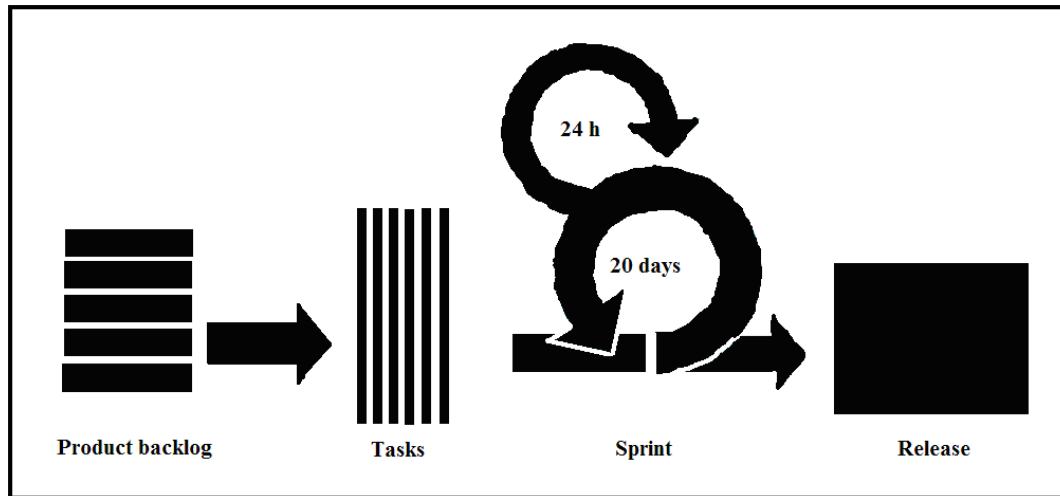 24 h
20 days
Product backlog
Tasks
Sprint
Release